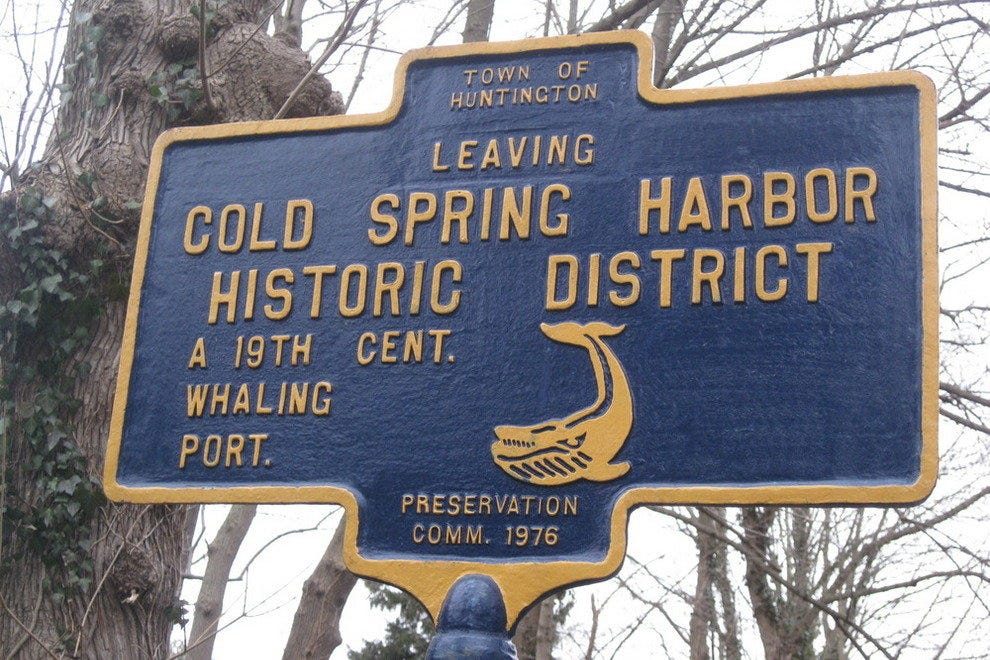 TOWN OF
HUNTINGTON
LEAVING
COLD SPRING HARBOR
HISTORIC DISTRICT
A 19TH CENT.
WHALING
PORT.
PRESERVATION
COMM. 1976